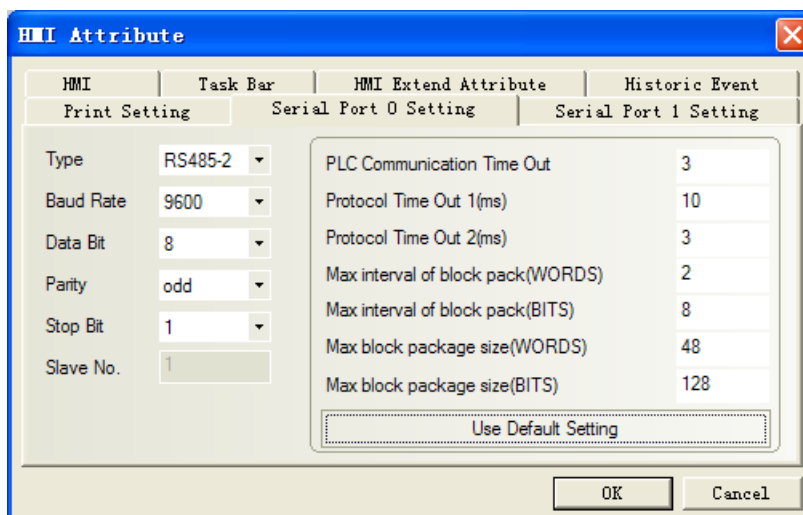 HMI Attribute
HMI
Task Bar
HMI Extend Attribute
Historic Event
Print Setting
Serial Port 0 Setting
Serial Port 1 Setting
Type RS485-2
Baud Rate 9600
Data Bit 8
Parity odd
Stop Bit 1
Slave No. 1
PLC Communication Time Out 3
Protocol Time Out 1(ms) 10
Protocol Time Out 2(ms) 3
Max interval of block pack(WORDS) 2
Max interval of block pack(BITS) 8
Max block package size(WORDS) 48
Max block package size(BITS) 128
Use Default Setting
OK
Cancel